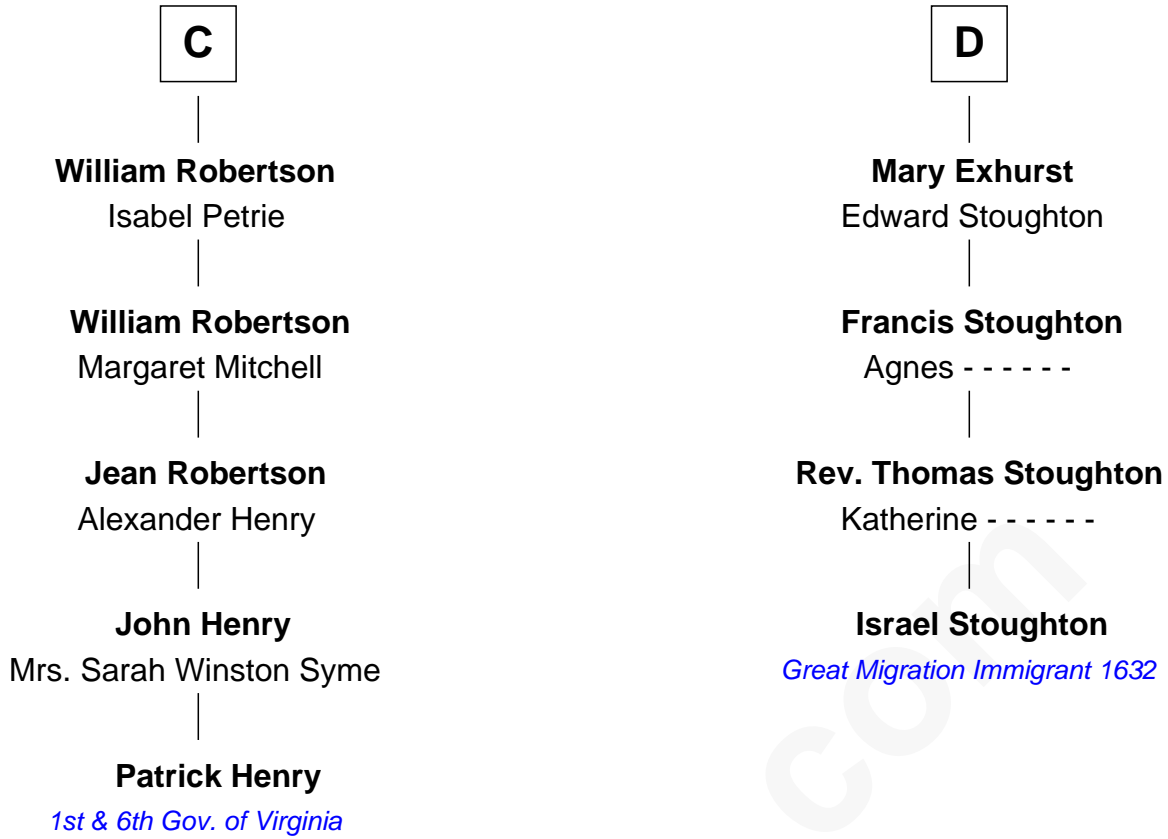 C
William Robertson
Isabel Petrie
William Robertson
Margaret Mitchell
Jean Robertson
Alexander Henry
John Henry
Mrs. Sarah Winston Syme
Patrick Henry
1st & 6th Gov. of Virginia
D
Mary Exhurst
Edward Stoughton
Francis Stoughton
Agnes - - - - - -
Rev. Thomas Stoughton
Katherine - - - - - -
Israel Stoughton
Great Migration Immigrant 1632
com